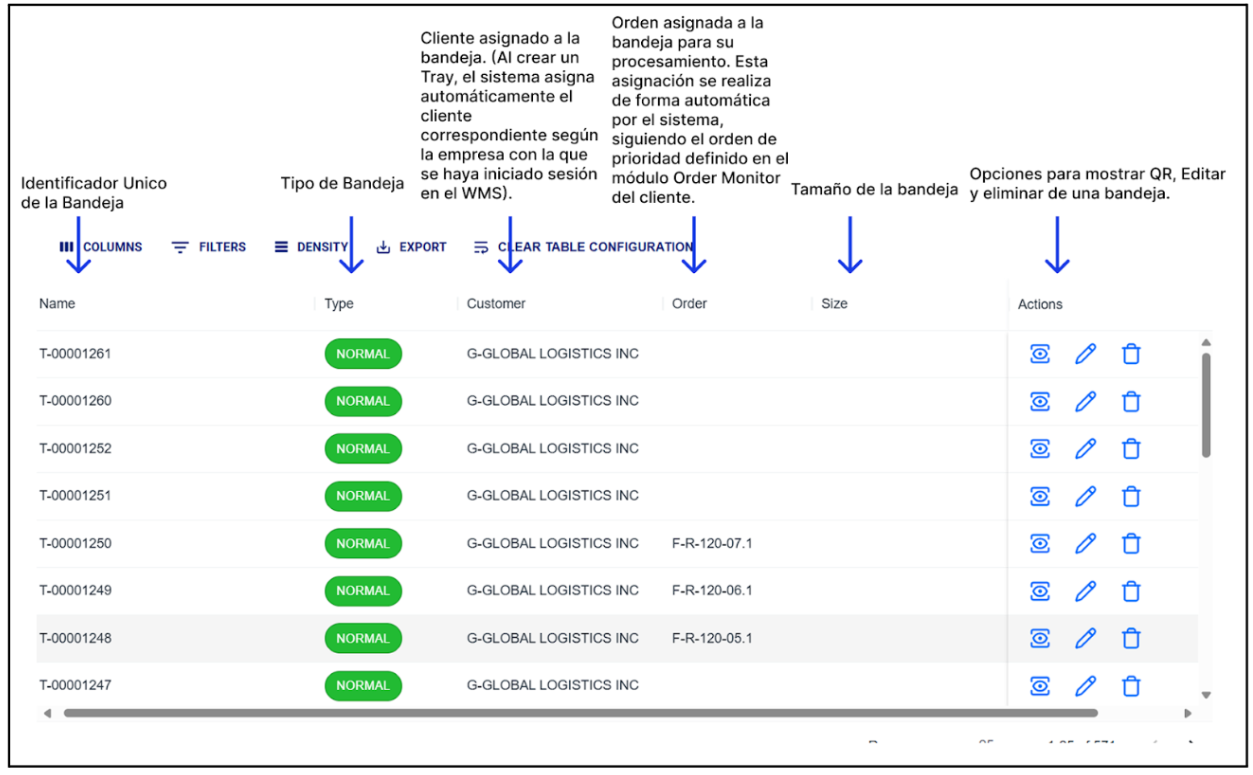 Cliente asignado a la
bandeja. (Al crear un
Tray, el sistema asigna
automáticamente el
cliente
correspondiente según
la empresa con la que
se haya iniciado sesión
en el WMS).
Orden asignada a la
bandeja para su
procesamiento. Esta
asignación se realiza
de forma automática
por el sistema,
siguiendo el orden de
prioridad definido en el
módulo Order Monitor
del cliente.
Identificador Unico
de la Bandeja
Tipo de Bandeja
Tamaño de la bandeja
Opciones para mostrar QR, Editar
y eliminar de una bandeja.
COLUMNS FILTERS DENSITY EXPORT CLEAR TABLE CONFIGURATION
Name Type Customer Order Size Actions
T-00001261 NORMAL G-GLOBAL LOGISTICS INC
T-00001260 NORMAL G-GLOBAL LOGISTICS INC
T-00001252 NORMAL G-GLOBAL LOGISTICS INC
T-00001251 NORMAL G-GLOBAL LOGISTICS INC
T-00001250 NORMAL G-GLOBAL LOGISTICS INC F-R-120-07.1
T-00001249 NORMAL G-GLOBAL LOGISTICS INC F-R-120-06.1
T-00001248 NORMAL G-GLOBAL LOGISTICS INC F-R-120-05.1
T-00001247 NORMAL G-GLOBAL LOGISTICS INC